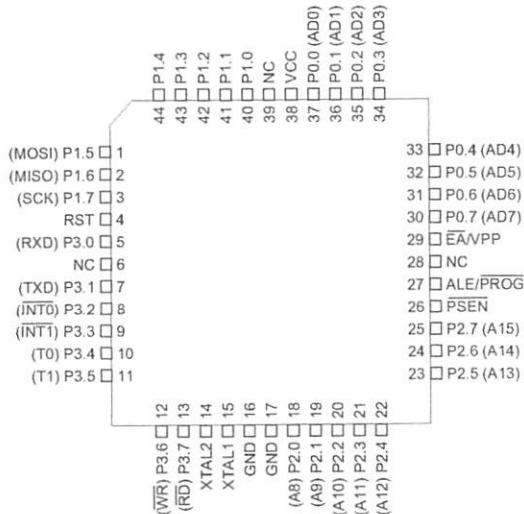 44 P1.4
43 P1.3
42 P1.2
41 P1.1
40 P1.0
39 NC
38 VCC
37 P0.0 (AD0)
36 P0.1 (AD1)
35 P0.2 (AD2)
34 P0.3 (AD3)
(MOSI) P1.5 1
(MISO) P1.6 2
(SCK) P1.7 3
RST 4
(RXD) P3.0 5
NC 6
(TXD) P3.1 7
(I̅N̅T̅0̅) P3.2 8
(I̅N̅T̅1̅) P3.3 9
(T0) P3.4 10
(T1) P3.5 11
33 P0.4 (AD4)
32 P0.5 (AD5)
31 P0.6 (AD6)
30 P0.7 (AD7)
29 E̅A̅/VPP
28 NC
27 ALE/P̅R̅O̅G̅
26 P̅S̅E̅N̅
25 P2.7 (A15)
24 P2.6 (A14)
23 P2.5 (A13)
(W̅R̅) P3.6 12
(R̅D̅) P3.7 13
XTAL2 14
XTAL1 15
GND 16
GND 17
(A8) P2.0 18
(A9) P2.1 19
(A10) P2.2 20
(A11) P2.3 21
(A12) P2.4 22